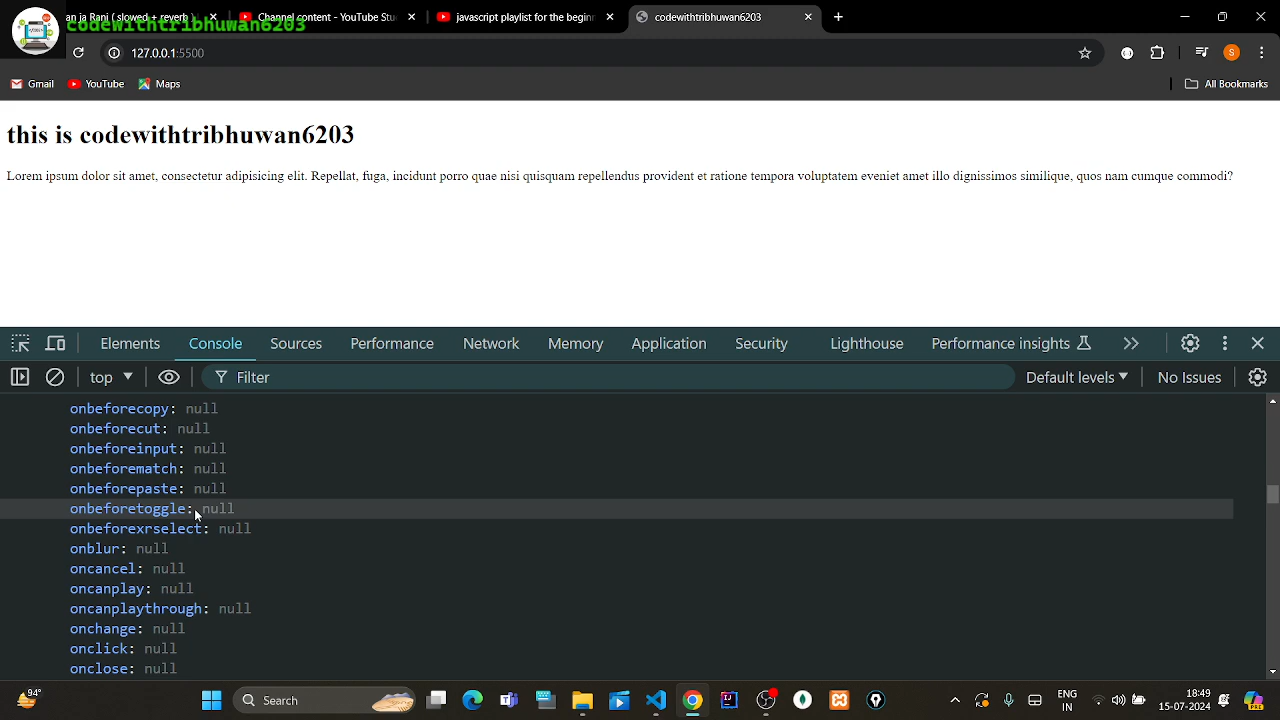 an ja Rani (slowed + reverb)
Channel content - YouTube Stu
codewithtribhuwan6203
codewithtribhuwan6203
127.0.0.1:5500
S
Gmail
YouTube
Maps
All Bookmarks
this is codewithtribhuwan6203
Lorem ipsum dolor sit amet, consectetur adipisicing elit. Repellat, fuga, incidunt porro quae nisi quisquam repellendus provident et ratione tempora voluptatem eveniet amet illo dignissimos similique, quos nam cumque commodi?
Elements Console Sources Performance Network Memory Application Security Lighthouse Performance insights
top Filter Default levels No Issues
onbeforecopy: null
onbeforecut: null
onbeforeinput: null
onbeforematch: null
onbeforepaste: null
onbeforetoggle: null
onbeforexrselect: null
onblur: null
oncancel: null
oncanplay: null
oncanplaythrough: null
onchange: null
onclick: null
onclose: null
94°
Search
ENG
IN
18:49
15-07-2024